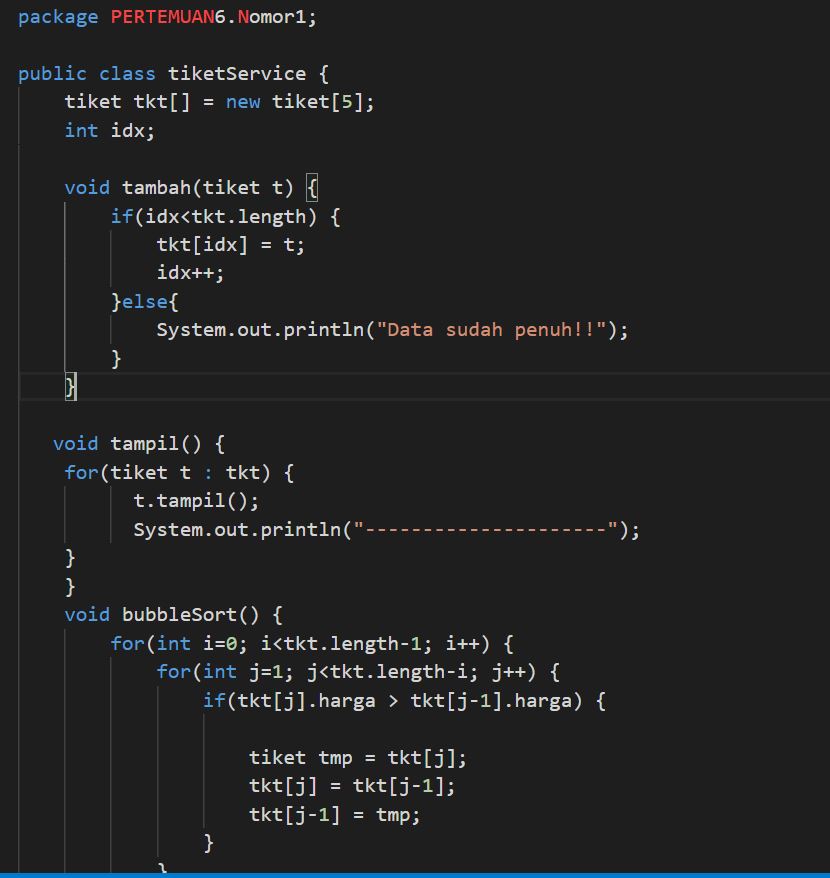 package PERTEMUAN6.Nomor1;
public class tiketService {
    tiket tkt[] = new tiket[5];
    int idx;
    void tambah(tiket t) {
        if(idx<tkt.length) {
            tkt[idx] = t;
            idx++;
        }else{
            System.out.println("Data sudah penuh!!");
        }
    }
   void tampil() {
    for(tiket t : tkt) {
          t.tampil();
          System.out.println("----------------------");
    }
    }
    void bubbleSort() {
        for(int i=0; i<tkt.length-1; i++) {
            for(int j=1; j<tkt.length-i; j++) {
                if(tkt[j].harga > tkt[j-1].harga) {
                    tiket tmp = tkt[j];
                    tkt[j] = tkt[j-1];
                    tkt[j-1] = tmp;
                }
            }